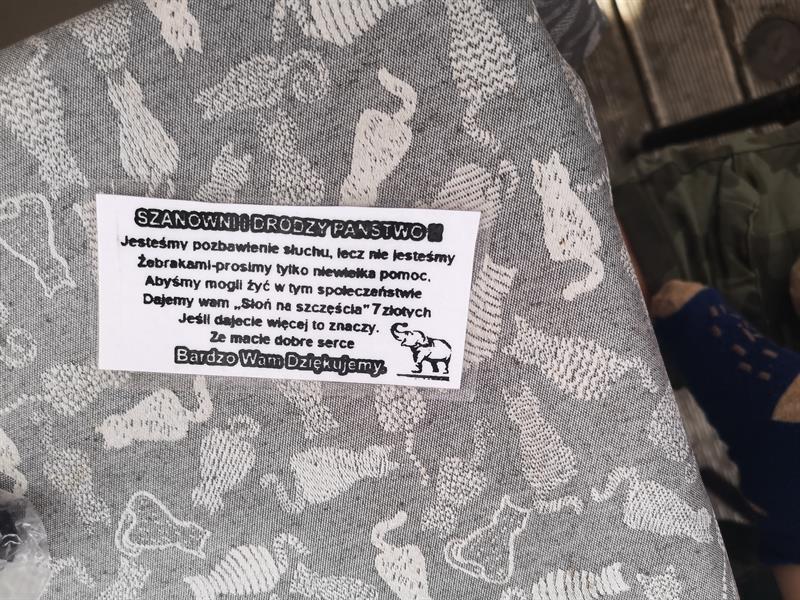 SZANOWNI I DRODZY PAŃSTWO
Jesteśmy pozbawienie słuchu, lecz nie jesteśmy
Żebrakami-prosimy tylko niewielka pomoc,
Abyśmy mogli żyć w tym społeczeństwie
Dajemy wam „Słoń na szczęścia" 7 złotych
Jeśli dajecie więcej to znaczy.
Że macie dobre serce
Bardzo Wam Dziękujemy.